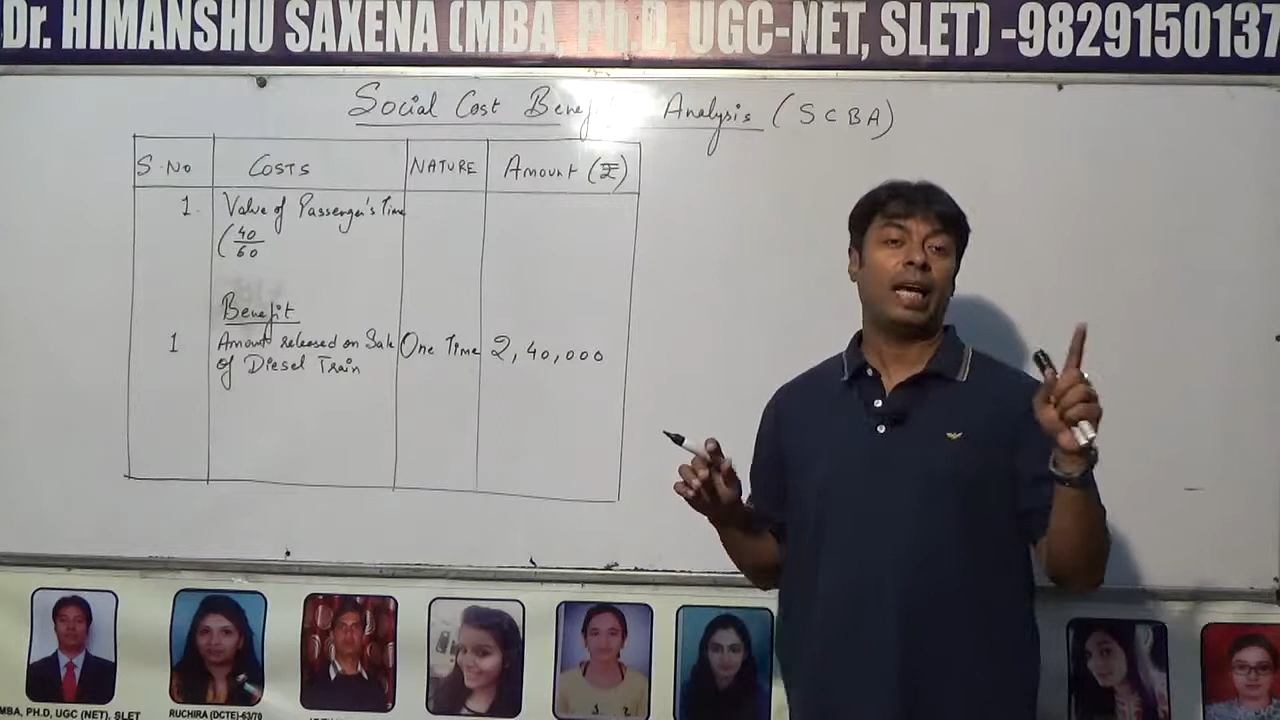 Dr. HIMANSHU SAXENA (MBA, Ph.D, UGC-NET, SLET) -9829150137
Social Cost Benefit Analysis (SCBA)
S.NO COSTS NATURE Amount (₹)
1. Value of Passenger's Time
(40/60
Benefit
1 Amount released on Sale One Time 2,40,000
of Diesel Train
MBA, PH.D, UGC (NET), SLET RUCHIRA (DCTE)-63/70